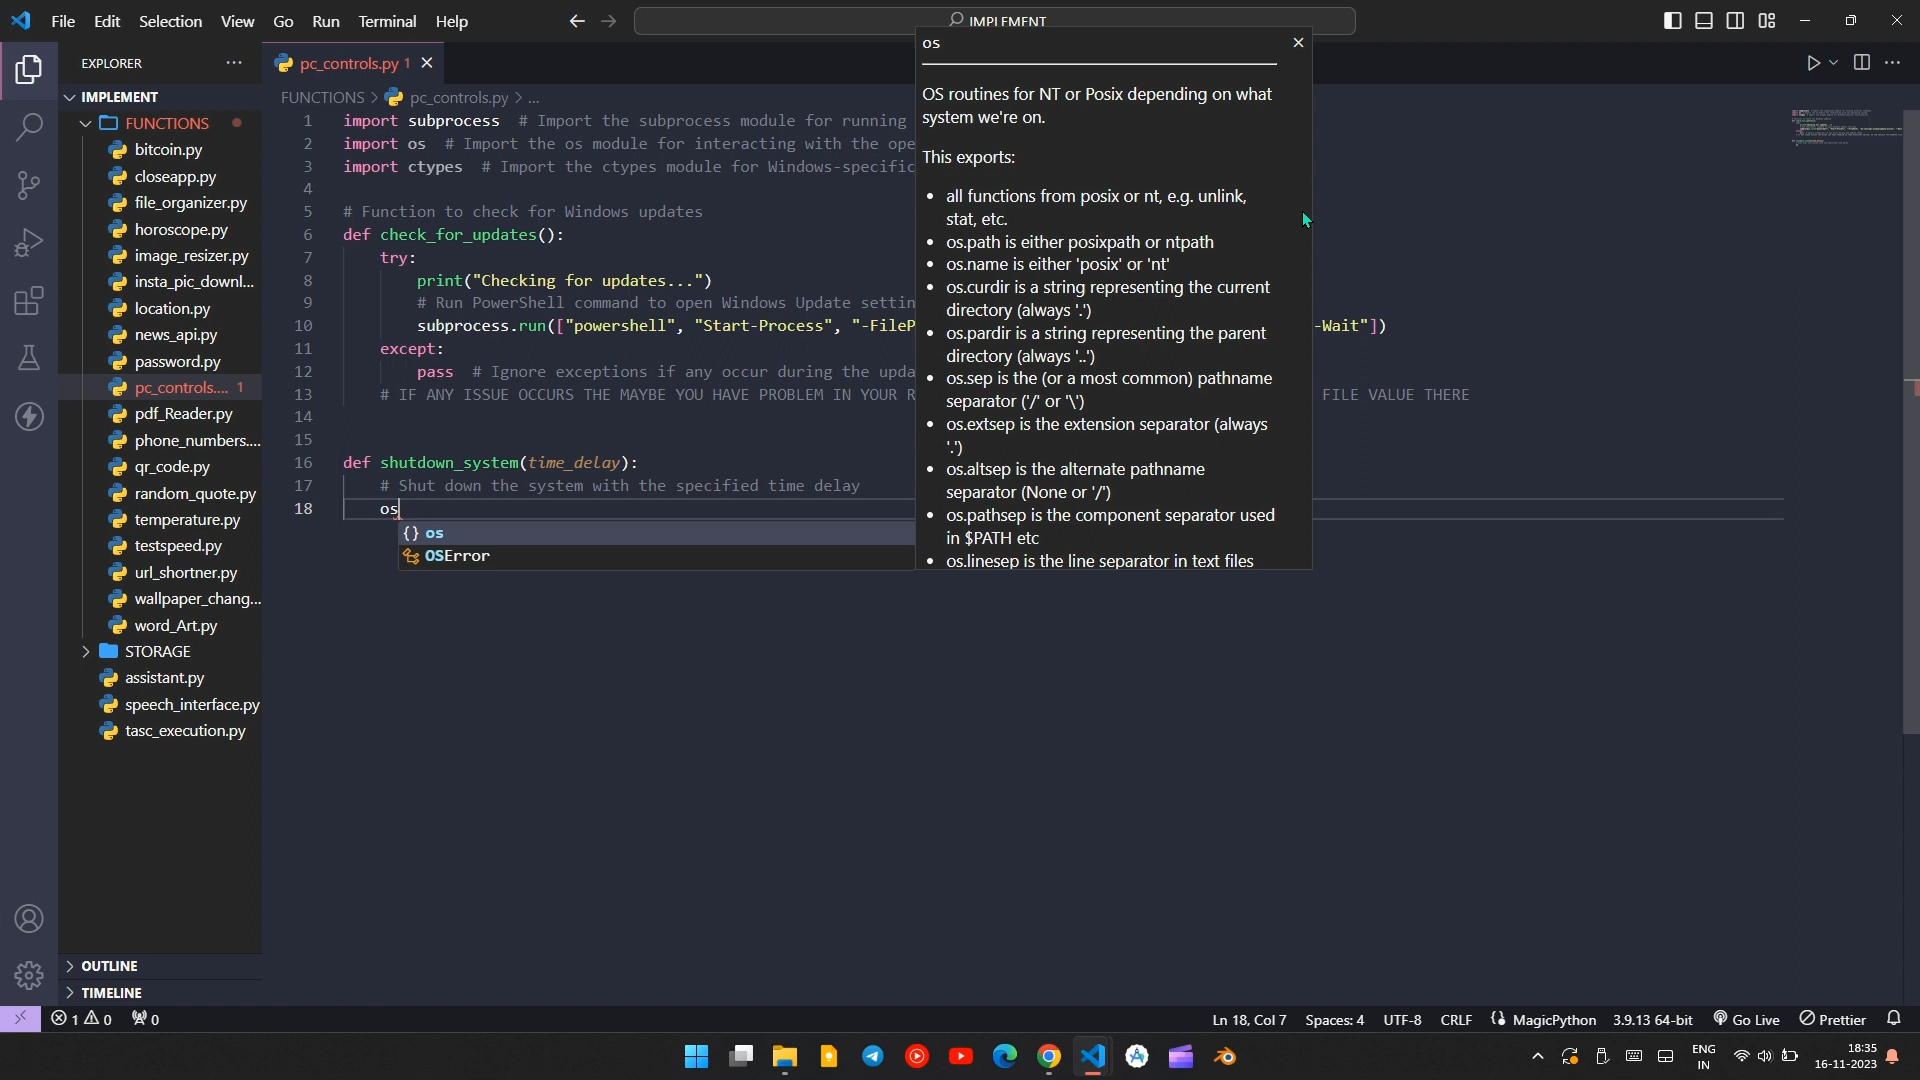 File Edit Selection View Go Run Terminal Help
IMPLEMENT
EXPLORER
pc_controls.py 1
IMPLEMENT
FUNCTIONS
bitcoin.py
closeapp.py
file_organizer.py
horoscope.py
image_resizer.py
insta_pic_downl...
location.py
news_api.py
password.py
pc_controls.... 1
pdf_Reader.py
phone_numbers....
qr_code.py
random_quote.py
temperature.py
testspeed.py
url_shortner.py
wallpaper_chang...
word_Art.py
STORAGE
assistant.py
speech_interface.py
tasc_execution.py
OUTLINE
TIMELINE
FUNCTIONS > pc_controls.py > ...
1 import subprocess # Import the subprocess module for running
2 import os # Import the os module for interacting with the ope
3 import ctypes # Import the ctypes module for Windows-specific
4
5 # Function to check for Windows updates
6 def check_for_updates():
7 try:
8 print("Checking for updates...")
9 # Run PowerShell command to open Windows Update settin
10 subprocess.run(["powershell", "Start-Process", "-FileP -Wait"])
11 except:
12 pass # Ignore exceptions if any occur during the upda
13 # IF ANY ISSUE OCCURS THE MAYBE YOU HAVE PROBLEM IN YOUR R FILE VALUE THERE
14
15
16 def shutdown_system(time_delay):
17 # Shut down the system with the specified time delay
18 os
{} os
OSError
os
OS routines for NT or Posix depending on what
system we're on.
This exports:
• all functions from posix or nt, e.g. unlink,
stat, etc.
• os.path is either posixpath or ntpath
• os.name is either 'posix' or 'nt'
• os.curdir is a string representing the current
directory (always '.')
• os.pardir is a string representing the parent
directory (always '..')
• os.sep is the (or a most common) pathname
separator ('/' or '\')
• os.extsep is the extension separator (always
'.')
• os.altsep is the alternate pathname
separator (None or '/')
• os.pathsep is the component separator used
in $PATH etc
• os.linesep is the line separator in text files
1 0 0
Ln 18, Col 7 Spaces: 4 UTF-8 CRLF MagicPython 3.9.13 64-bit Go Live Prettier
ENG
IN
18:35
16-11-2023